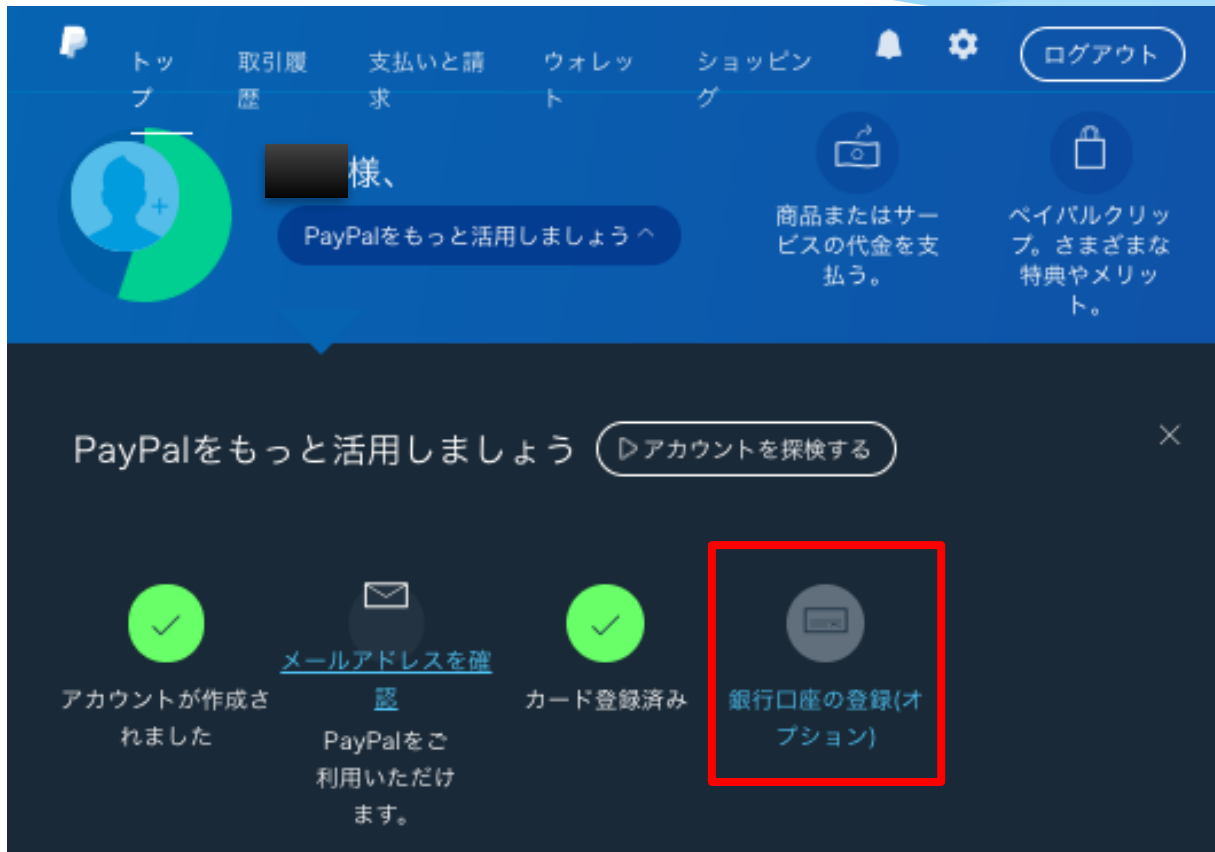 トッ
プ
取引履
歴
支払いと請
求
ウォレッ
ト
ショッピン
グ
ログアウト
様、
PayPalをもっと活用しましょう
商品またはサー
ビスの代金を支
払う。
ペイパルクリッ
プ。さまざまな
特典やメリッ
ト。
PayPalをもっと活用しましょう
アカウントを探検する
アカウントが作成さ
れました
メールアドレスを確
認
PayPalをご
利用いただけ
ます。
カード登録済み
銀行口座の登録(オ
プション)